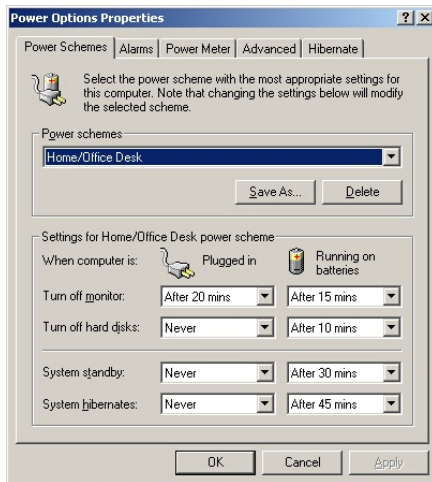 Power Options Properties
Power Schemes Alarms Power Meter Advanced Hibernate
Select the power scheme with the most appropriate settings for
this computer. Note that changing the settings below will modify
the selected scheme.
Power schemes
Home/Office Desk
Save As... Delete
Settings for Home/Office Desk power scheme
When computer is: Plugged in Running on
batteries
Turn off monitor: After 20 mins After 15 mins
Turn off hard disks: Never After 10 mins
System standby: Never After 30 mins
System hibernates: Never After 45 mins
OK Cancel Apply